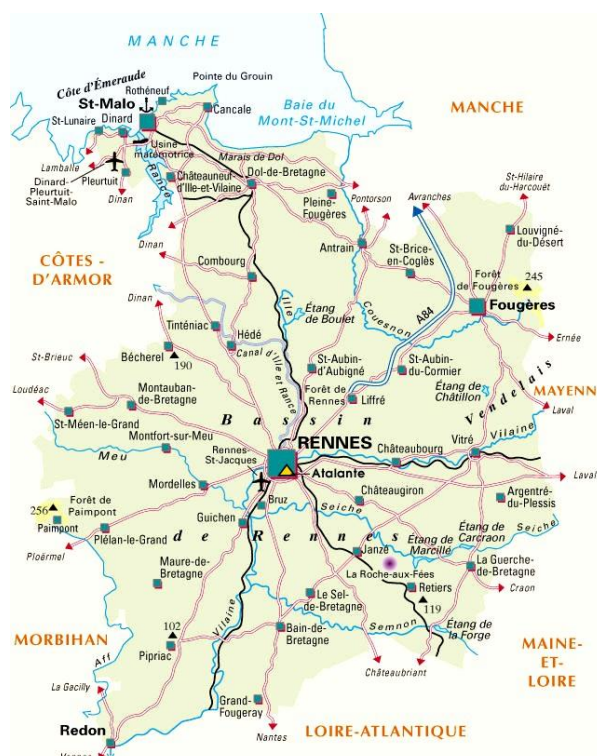 MANCHE
Côte d'Émeraude
Rothéneuf
Pointe du Grouin
St-Malo
Cancale
Baie du
Mont-St-Michel
MANCHE
St-Lunaire
Dinard
Usine
marémotrice
Marais de Dol
Lamballe
Pleurtuit
Dinard-
Pleurtuit-
Saint-Malo
Dinan
Rance
Châteauneuf
d'Ille-et-Vilaine
Dol-de-Bretagne
Pleine-
Fougères
Pontorson
Avranches
St-Hilaire
du-Harcouët
Louvigné-
du-Désert
CÔTES -
D'ARMOR
Dinan
Combourg
Antrain
St-Brice-
en-Coglès
Forêt
de Fougères
245
Fougères
Dinan
Ille
Étang
de Boulet
Couesnon
A84
Ernée
Tinténiac
Hédé
Canal d'Ille et Rance
Bécherel
190
St-Aubin-
d'Aubigné
St-Aubin-
du-Cormier
Forêt de
Rennes
Liffré
Étang de
Châtillon
Vendelais
MAYENN
St-Brieuc
Loudéac
Montauban-
de-Bretagne
St-Méen-le-Grand
Bassin
Laval
Montfort-sur-Meu
Meu
RENNES
Rennes
St-Jacques
Atalante
Châteaubourg
Vitré
Vilaine
Laval
Mordelles
Bruz
Châteaugiron
Argentré-
du-Plessis
256
Forêt de
Paimpont
Paimpont
Guichen
Seiche
Étang de
Carcraon
Seiche
Plélan-le-Grand
de Rennes
Étang de
Marcillé
Ploërmel
Janzé
La Guerche-
de-Bretagne
La Roche-aux-Fées
Maure-de-
Bretagne
Retiers
119
Craon
Le Sel-
de-Bretagne
Vilaine
MORBIHAN
102
Pipriac
Bain-de-
Bretagne
Semnon
Étang de
la Forge
MAINE-
ET-
LOIRE
Aff
La Gacilly
Châteaubriant
Grand-
Fougeray
Redon
Nantes
LOIRE-ATLANTIQUE